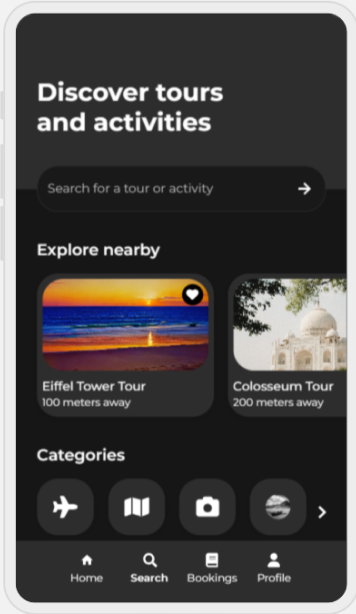 Discover tours
and activities
Search for a tour or activity
Explore nearby
Eiffel Tower Tour
100 meters away
Colosseum Tour
200 meters away
Categories
Home
Search
Bookings
Profile